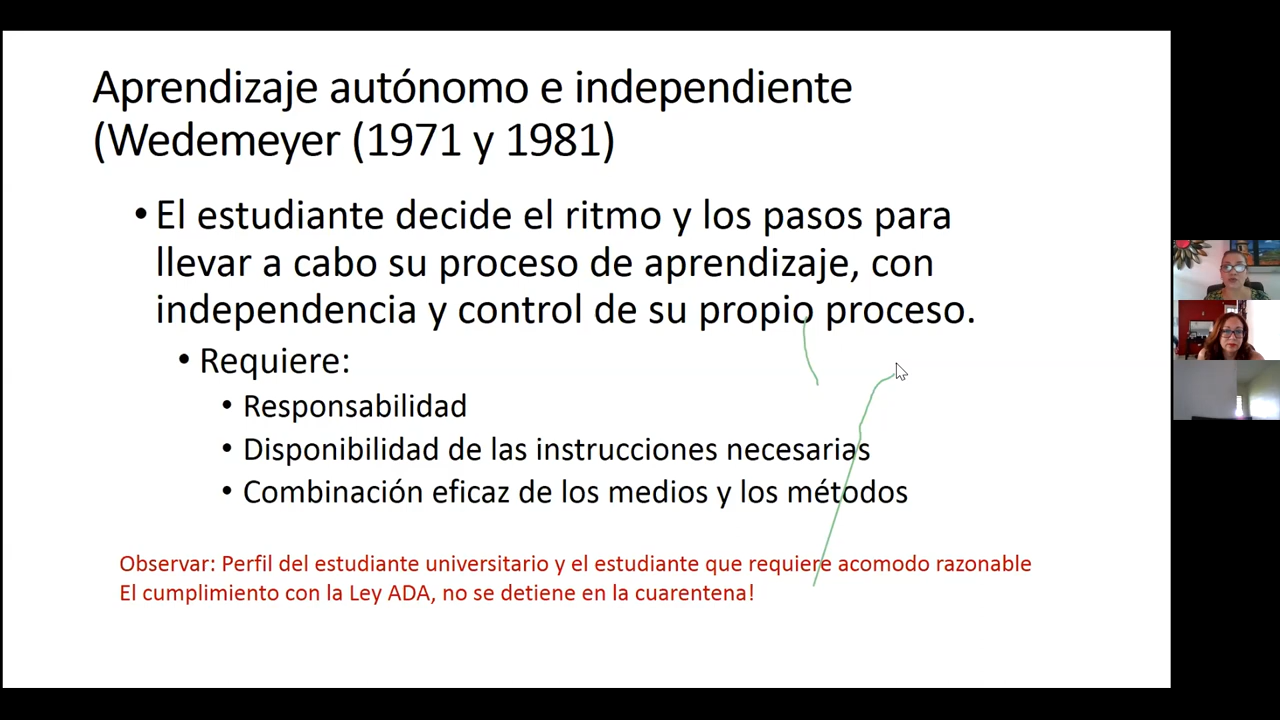 Aprendizaje autónomo e independiente
(Wedemeyer (1971 y 1981)
• El estudiante decide el ritmo y los pasos para
llevar a cabo su proceso de aprendizaje, con
independencia y control de su propio proceso.
• Requiere:
• Responsabilidad
• Disponibilidad de las instrucciones necesarias
• Combinación eficaz de los medios y los métodos
Observar: Perfil del estudiante universitario y el estudiante que requiere acomodo razonable
El cumplimiento con la Ley ADA, no se detiene en la cuarentena!